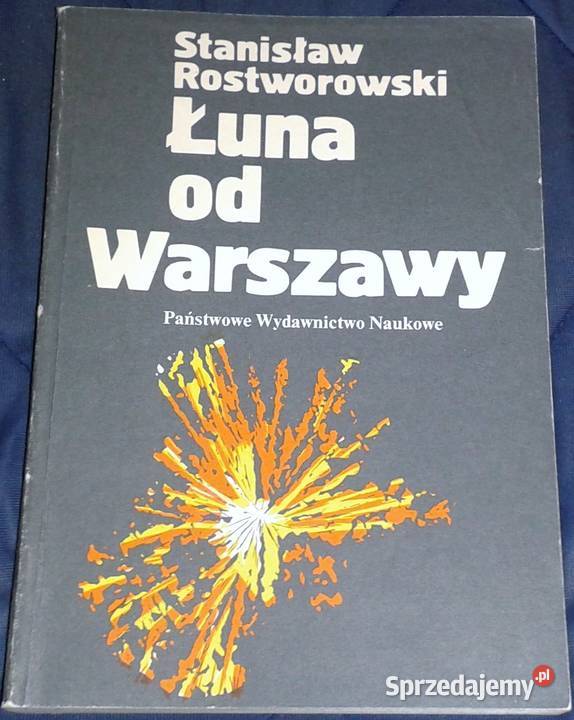 Stanisław
Rostworowski
Łuna
od
Warszawy
Państwowe Wydawnictwo Naukowe
Sprzedajemy.pl